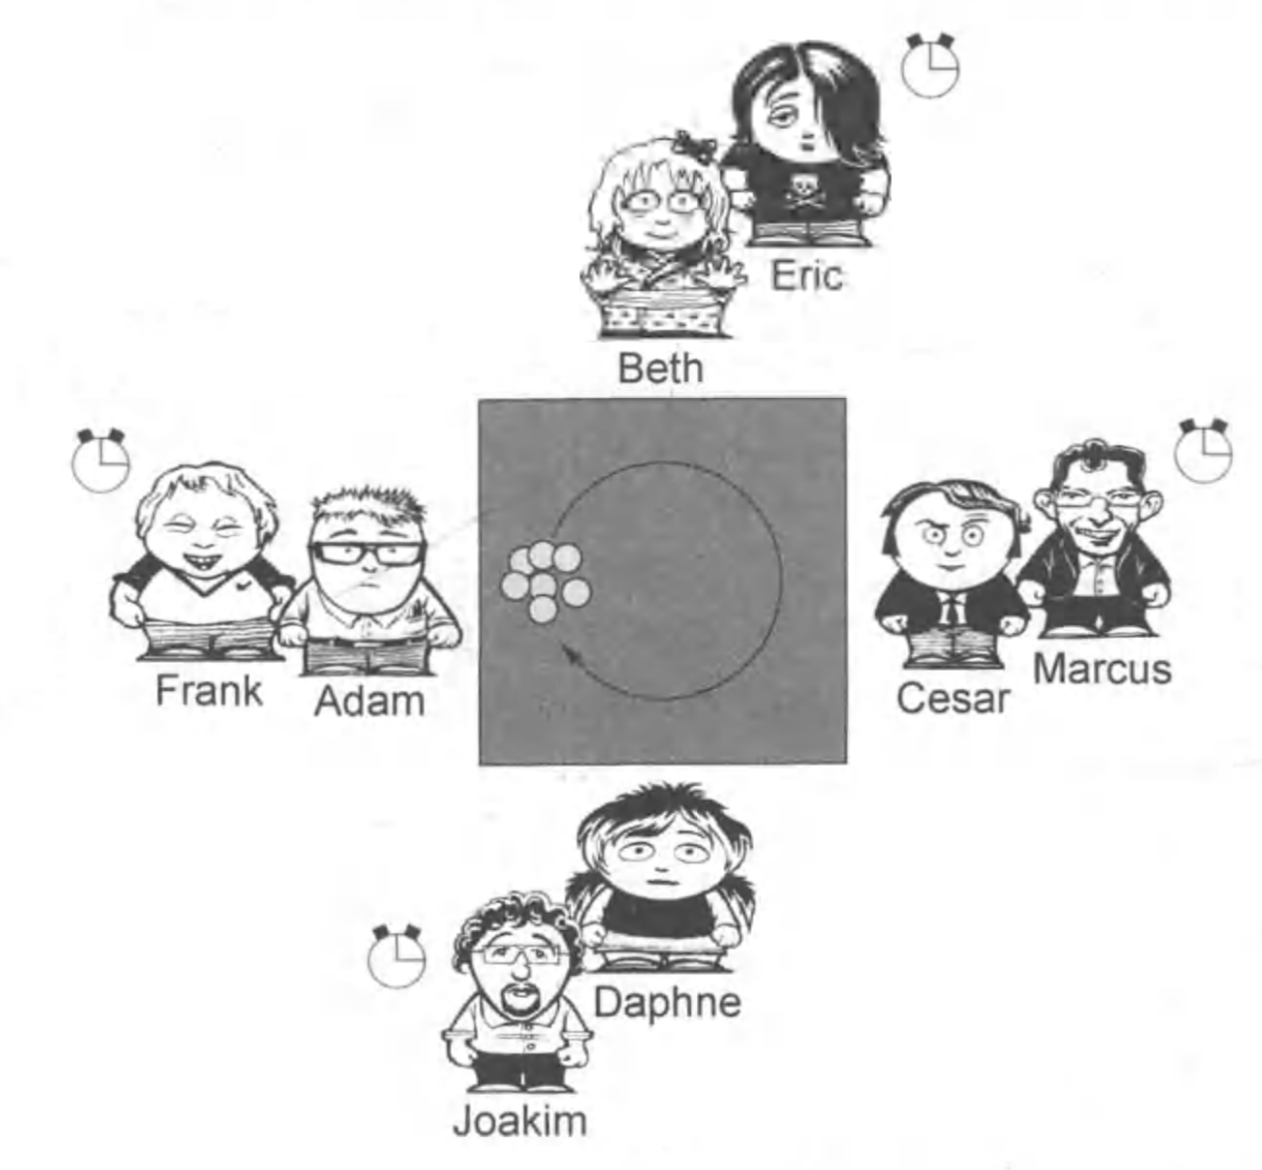 Eric
Beth
Frank
Adam
Cesar
Marcus
Daphne
Joakim